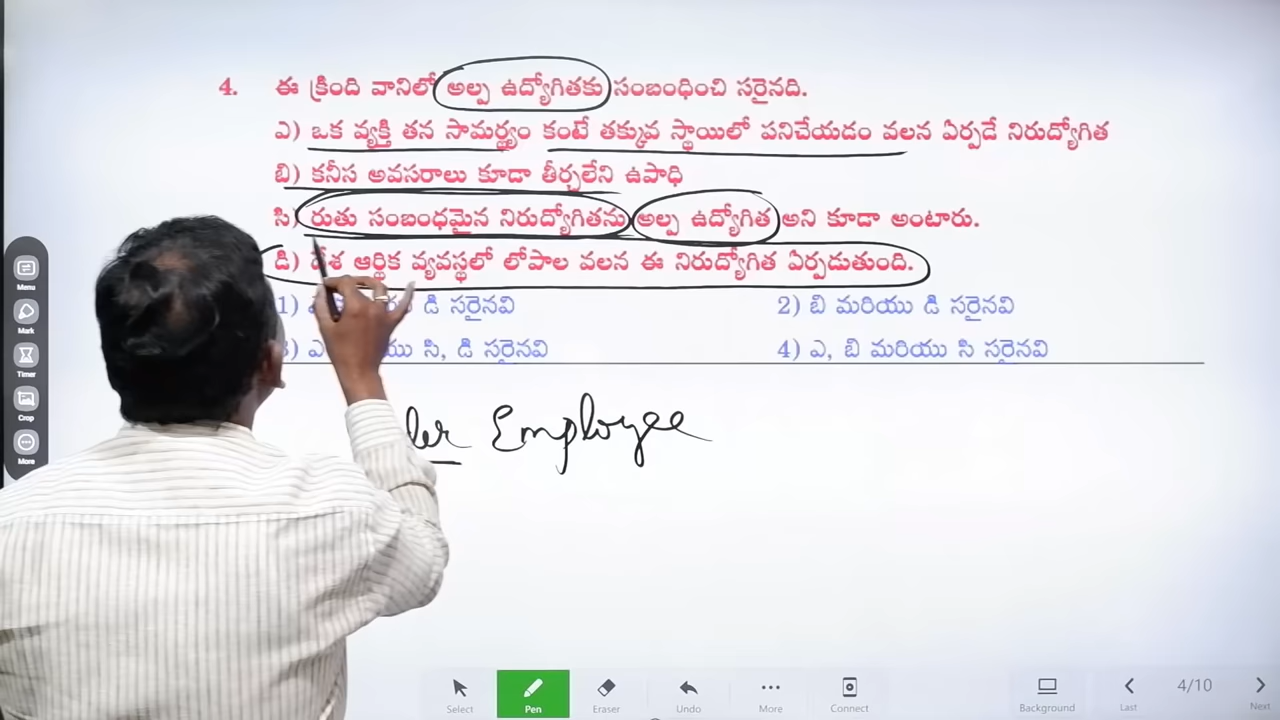 4. ఈ క్రింది వానిలో అల్ప ఉద్యోగితకు సంబంధించి సరైనది.
ఎ) ఒక వ్యక్తి తన సామర్థ్యం కంటే తక్కువ స్థాయిలో పనిచేయడం వలన ఏర్పడే నిరుద్యోగిత
బి) కనీస అవసరాలు కూడా తీర్చలేని ఉపాధి
సి) రుతు సంబంధమైన నిరుద్యోగితను అల్ప ఉద్యోగిత అని కూడా అంటారు.
డి) దేశ ఆర్థిక వ్యవస్థలో లోపాల వలన ఈ నిరుద్యోగిత ఏర్పడుతుంది.
1) డి సరైనవి 2) బి మరియు డి సరైనవి
సి, డి సరైనవి 4) ఎ, బి మరియు సి సరైనవి
Employee
Menu
Mark
Timer
Crop
More
Select Pen Eraser Undo More Connect Background Last 4/10 Next